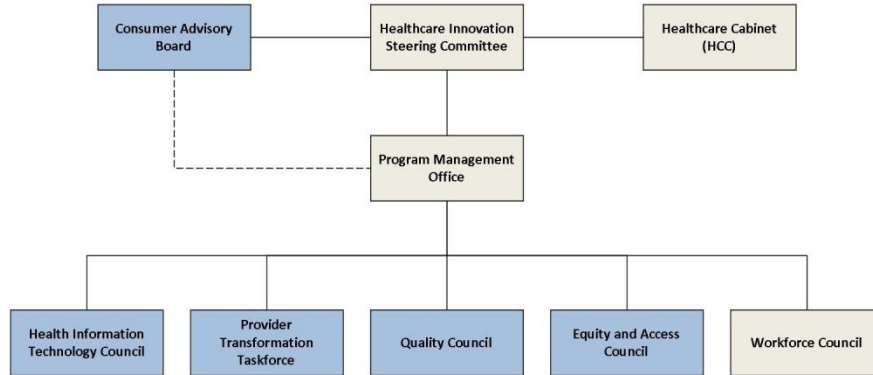 Consumer Advisory
Board
Healthcare Innovation
Steering Committee
Healthcare Cabinet
(HCC)
Program Management
Office
Health Information
Technology Council
Provider
Transformation
Taskforce
Quality Council
Equity and Access
Council
Workforce Council